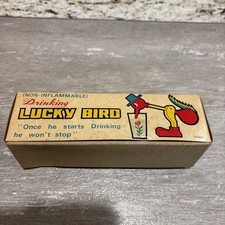 (NON-INFLAMMABLE)
Drinking
LUCKY BIRD
"Once he starts Drinking
he won't stop"